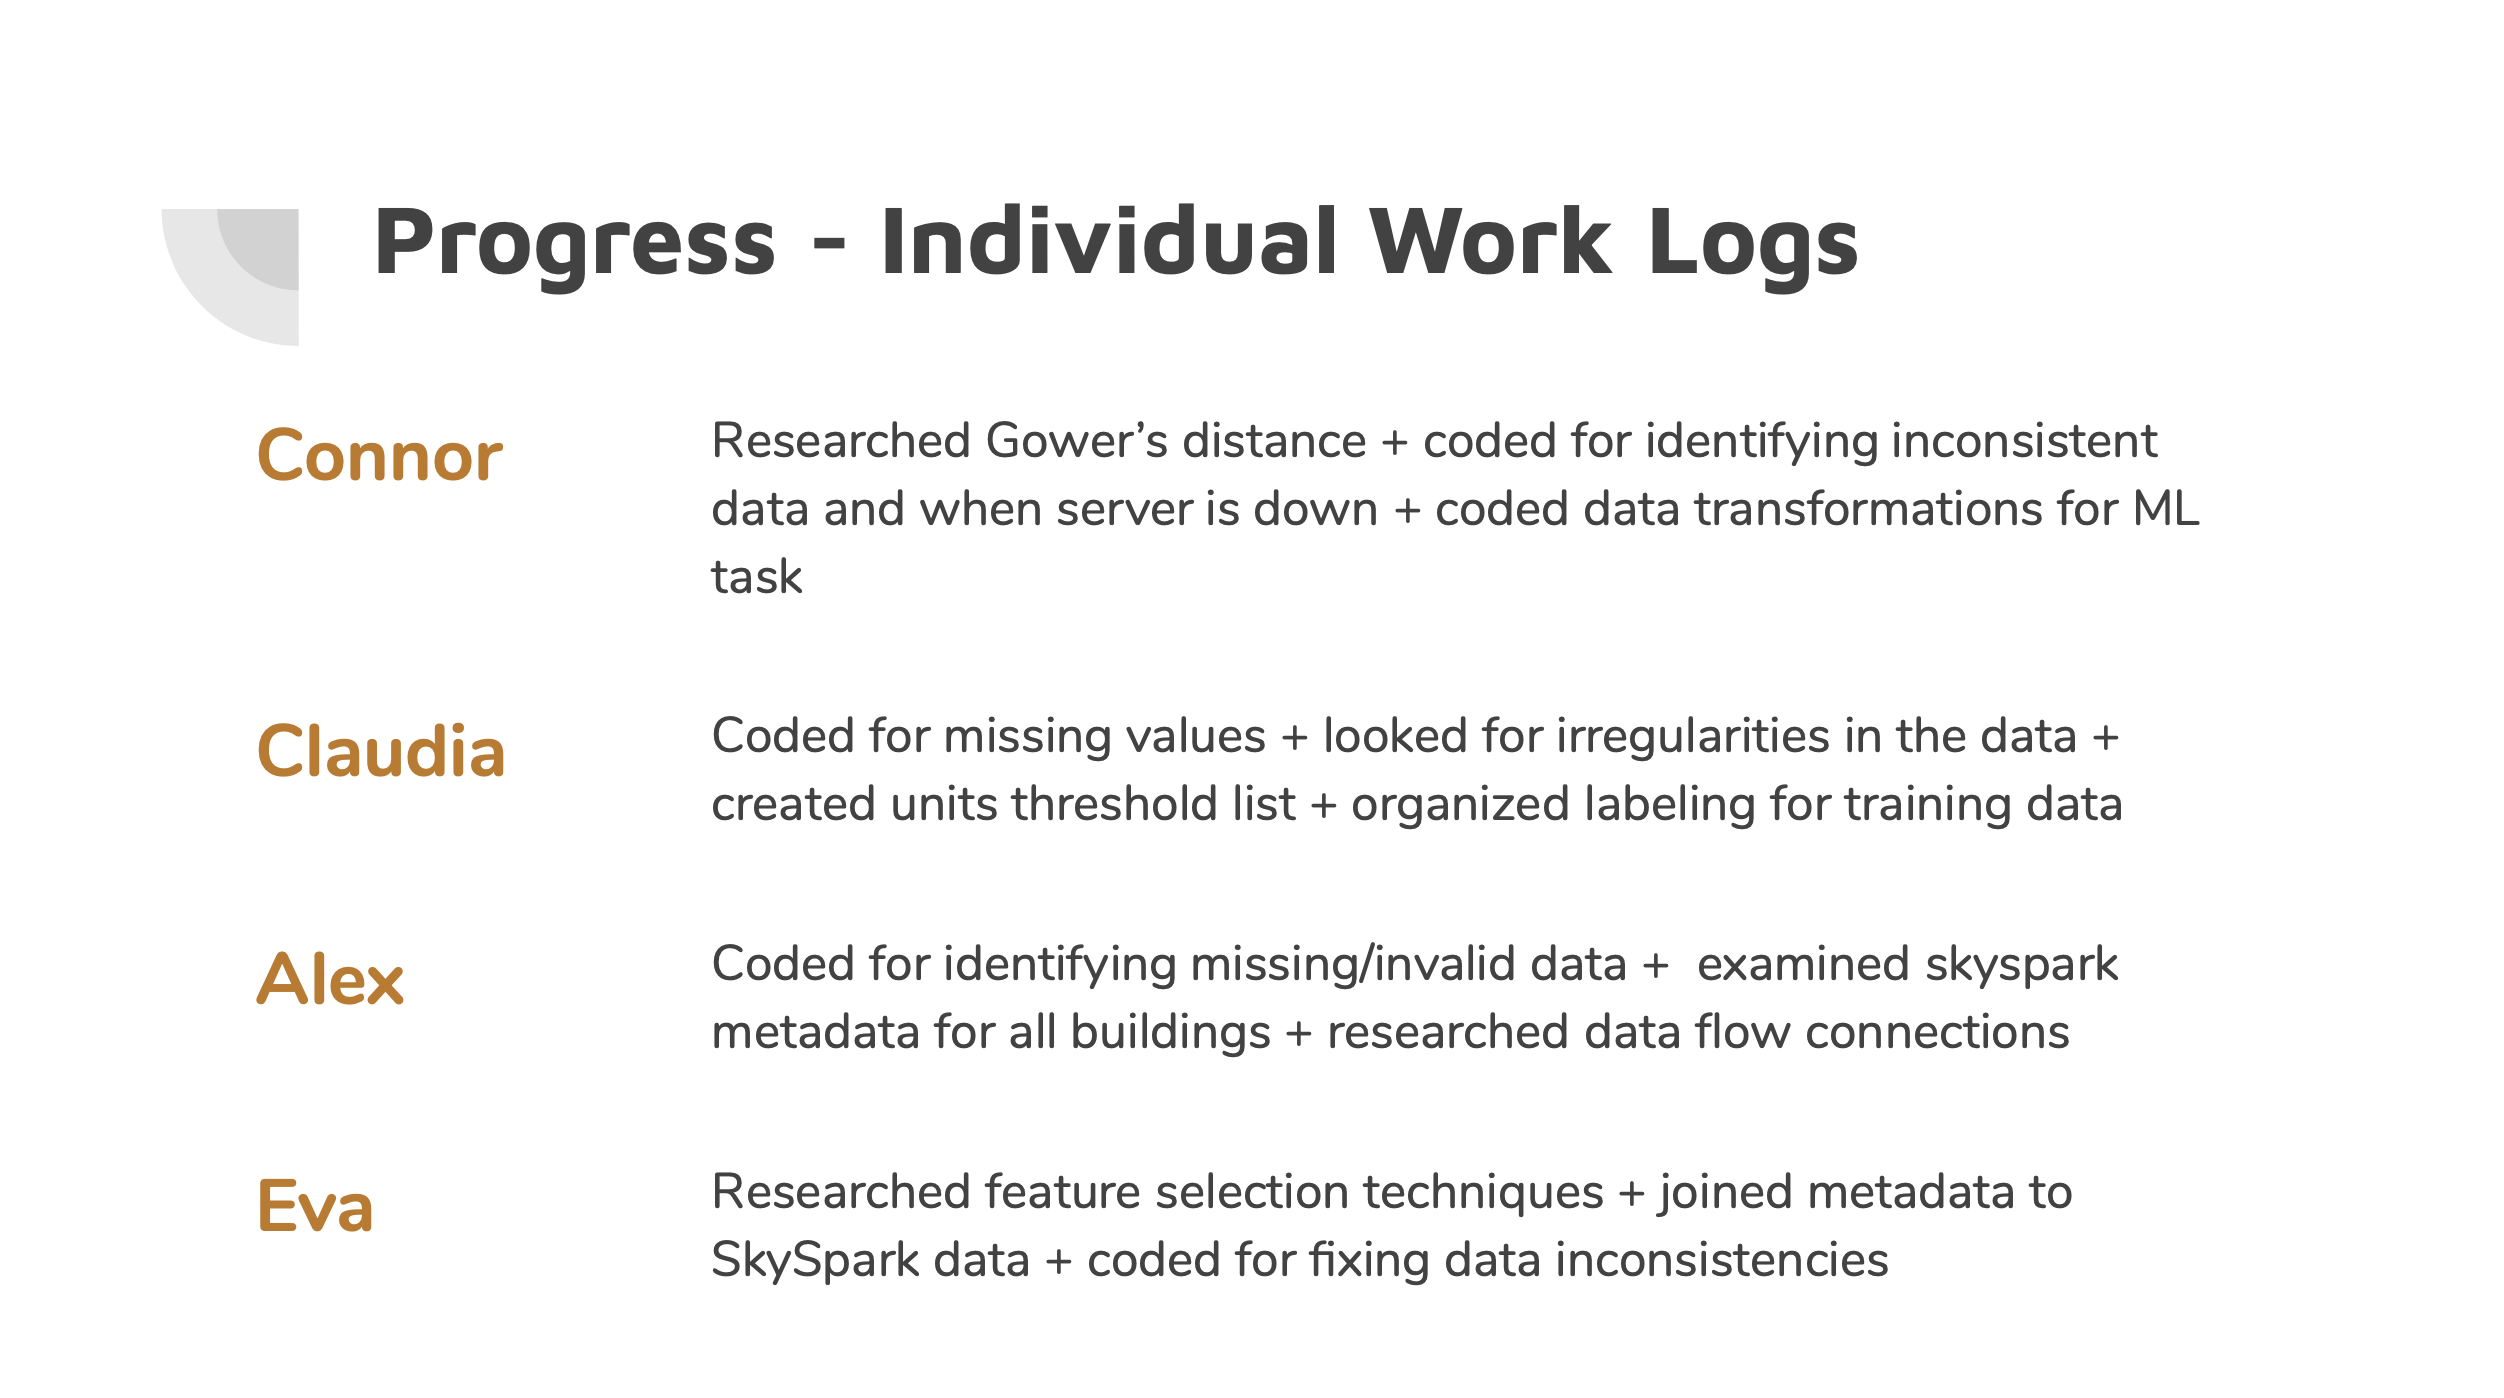 Progress - Individual Work Logs
Connor
Researched Gower’s distance + coded for identifying inconsistent
data and when server is down + coded data transformations for ML
task
Claudia
Coded for missing values + looked for irregularities in the data +
created units threshold list + organized labeling for training data
Alex
Coded for identifying missing/invalid data +  examined skyspark
metadata for all buildings + researched data flow connections
Eva
Researched feature selection techniques + joined metadata to
SkySpark data + coded for fixing data inconsistencies